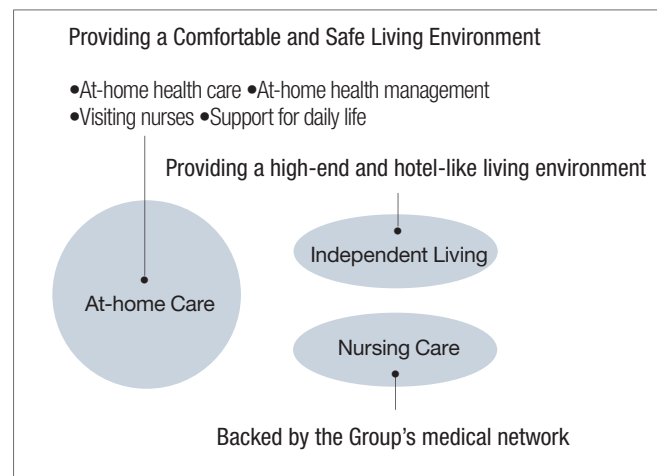 Providing a Comfortable and Safe Living Environment
•At-home health care •At-home health management
•Visiting nurses •Support for daily life
Providing a high-end and hotel-like living environment
Independent Living
At-home Care
Nursing Care
Backed by the Group's medical network